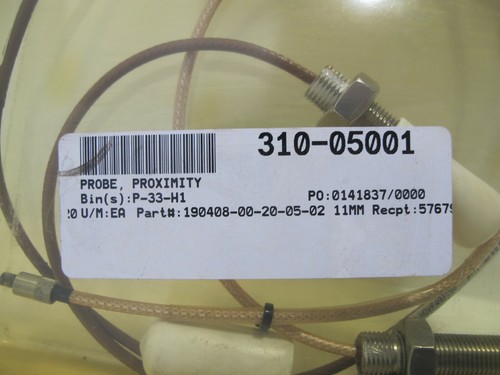 310-05001
PROBE, PROXIMITY
Bin(s):P-33-H1 PO:0141837/0000
20 U/M:EA Part#:190408-00-20-05-02 11MM Recpt:57679